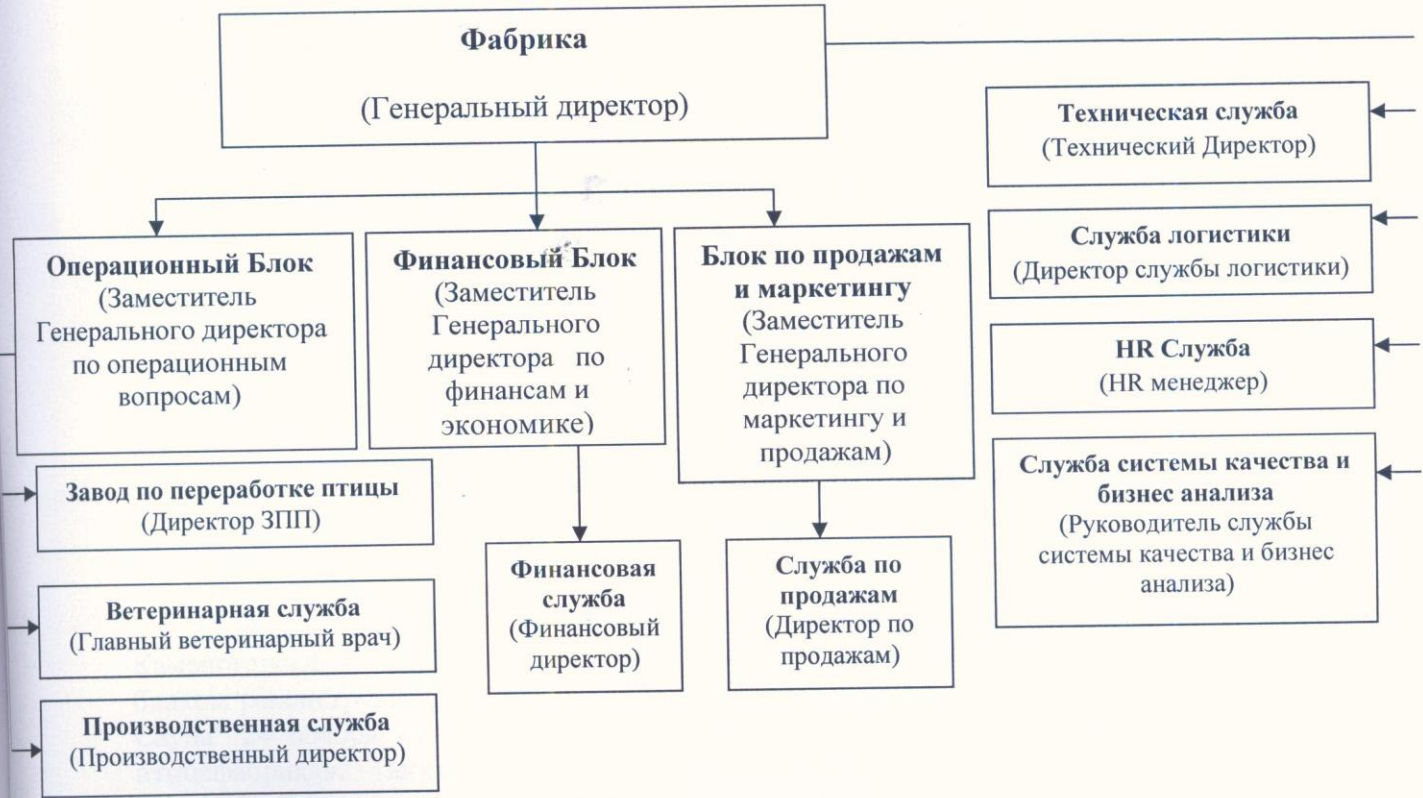 Фабрика
(Генеральный директор)
Техническая служба
(Технический Директор)
Служба логистики
(Директор службы логистики)
HR Служба
(HR менеджер)
Служба системы качества и
бизнес анализа
(Руководитель службы
системы качества и бизнес
анализа)
Операционный Блок
(Заместитель
Генерального директора
по операционным
вопросам)
Финансовый Блок
(Заместитель
Генерального
директора по
финансам и
экономике)
Блок по продажам
и маркетингу
(Заместитель
Генерального
директора по
маркетингу и
продажам)
Завод по переработке птицы
(Директор ЗПП)
Ветеринарная служба
(Главный ветеринарный врач)
Производственная служба
(Производственный директор)
Финансовая
служба
(Финансовый
директор)
Служба по
продажам
(Директор по
продажам)